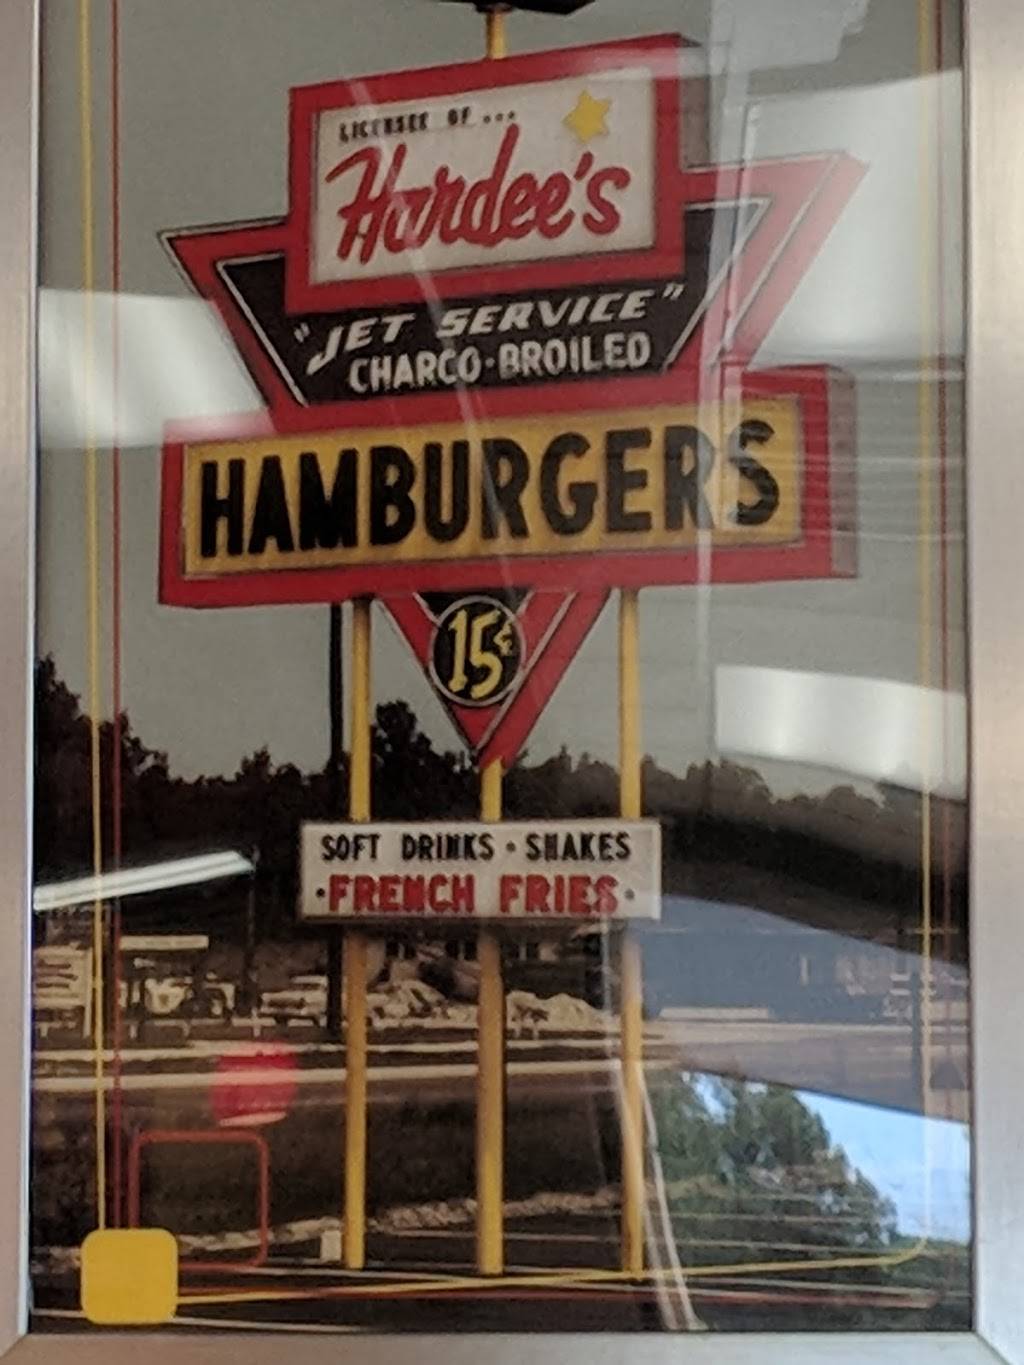 LICENSEE OF ...
Hardee's
"JET SERVICE"
CHARCO-BROILED
HAMBURGERS
15¢
SOFT DRINKS • SHAKES
• FRENCH FRIES •